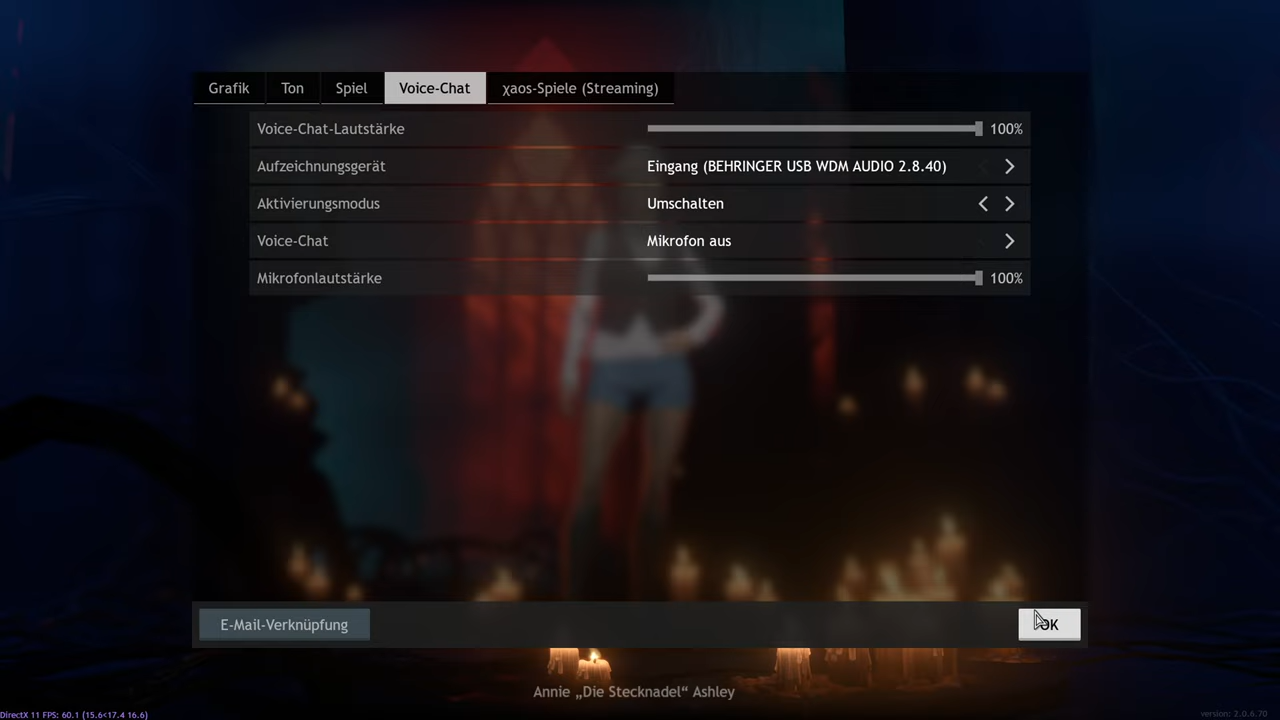 Grafik Ton Spiel Voice-Chat χaos-Spiele (Streaming)
Voice-Chat-Lautstärke 100%
Aufzeichnungsgerät Eingang (BEHRINGER USB WDM AUDIO 2.8.40)
Aktivierungsmodus Umschalten
Voice-Chat Mikrofon aus
Mikrofonlautstärke 100%
E-Mail-Verknüpfung OK
Annie „Die Stecknadel“ Ashley
DirectX 11 FPS: 60.1 (15.6<17.4 16.6) version: 2.0.6.70